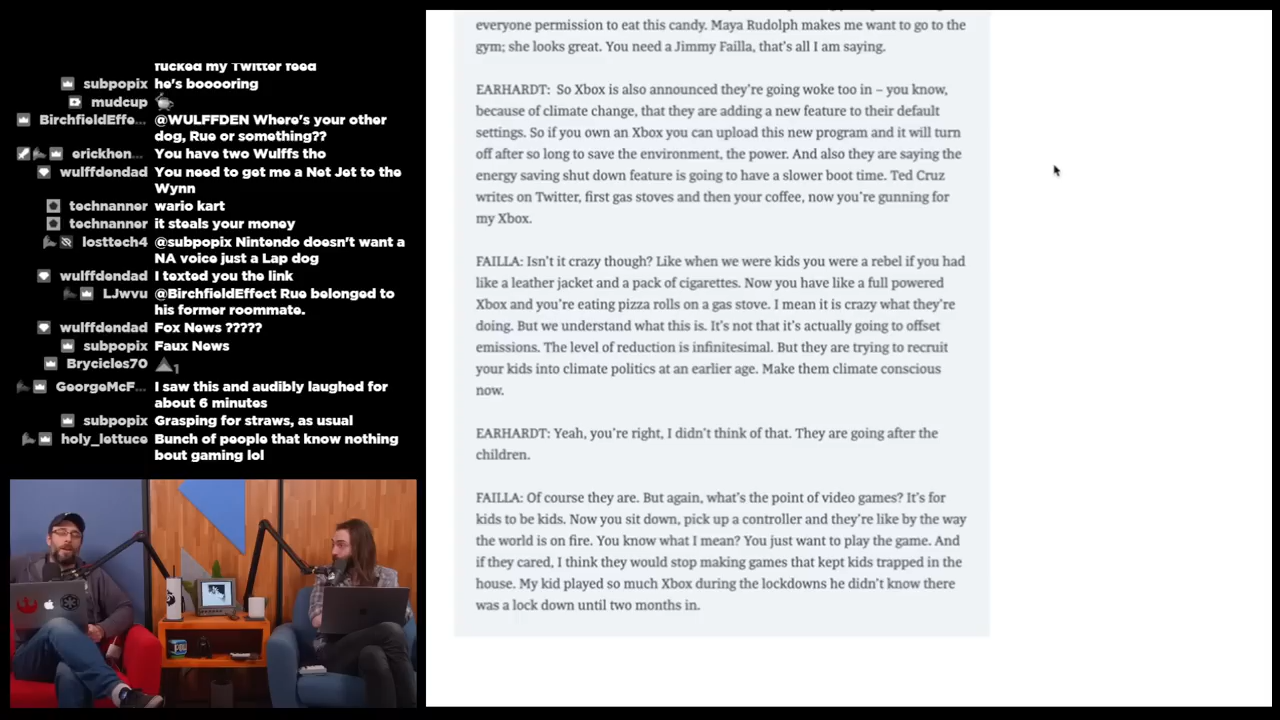 fucked my Twitter feed
subpopix he's booooring
mudcup
BirchfieldEffe... @WULFFDEN Where's your other
dog, Rue or something??
erickhen... You have two Wulffs tho
wulffdendad You need to get me a Net Jet to the
Wynn
technanner wario kart
technanner it steals your money
losttech4 @subpopix Nintendo doesn't want a
NA voice just a Lap dog
wulffdendad I texted you the link
LJwvu @BirchfieldEffect Rue belonged to
his former roommate.
wulffdendad Fox News ?????
subpopix Faux News
Brycicles70 1
GeorgeMcF... I saw this and audibly laughed for
about 6 minutes
subpopix Grasping for straws, as usual
holy_lettuce Bunch of people that know nothing
bout gaming lol
everyone permission to eat this candy. Maya Rudolph makes me want to go to the
gym; she looks great. You need a Jimmy Failla, that's all I am saying.
EARHARDT: So Xbox is also announced they're going woke too in – you know,
because of climate change, that they are adding a new feature to their default
settings. So if you own an Xbox you can upload this new program and it will turn
off after so long to save the environment, the power. And also they are saying the
energy saving shut down feature is going to have a slower boot time. Ted Cruz
writes on Twitter, first gas stoves and then your coffee, now you're gunning for
my Xbox.
FAILLA: Isn't it crazy though? Like when we were kids you were a rebel if you had
like a leather jacket and a pack of cigarettes. Now you have like a full powered
Xbox and you're eating pizza rolls on a gas stove. I mean it is crazy what they're
doing. But we understand what this is. It's not that it's actually going to offset
emissions. The level of reduction is infinitesimal. But they are trying to recruit
your kids into climate politics at an earlier age. Make them climate conscious
now.
EARHARDT: Yeah, you're right, I didn't think of that. They are going after the
children.
FAILLA: Of course they are. But again, what's the point of video games? It's for
kids to be kids. Now you sit down, pick up a controller and they're like by the way
the world is on fire. You know what I mean? You just want to play the game. And
if they cared, I think they would stop making games that kept kids trapped in the
house. My kid played so much Xbox during the lockdowns he didn't know there
was a lock down until two months in.